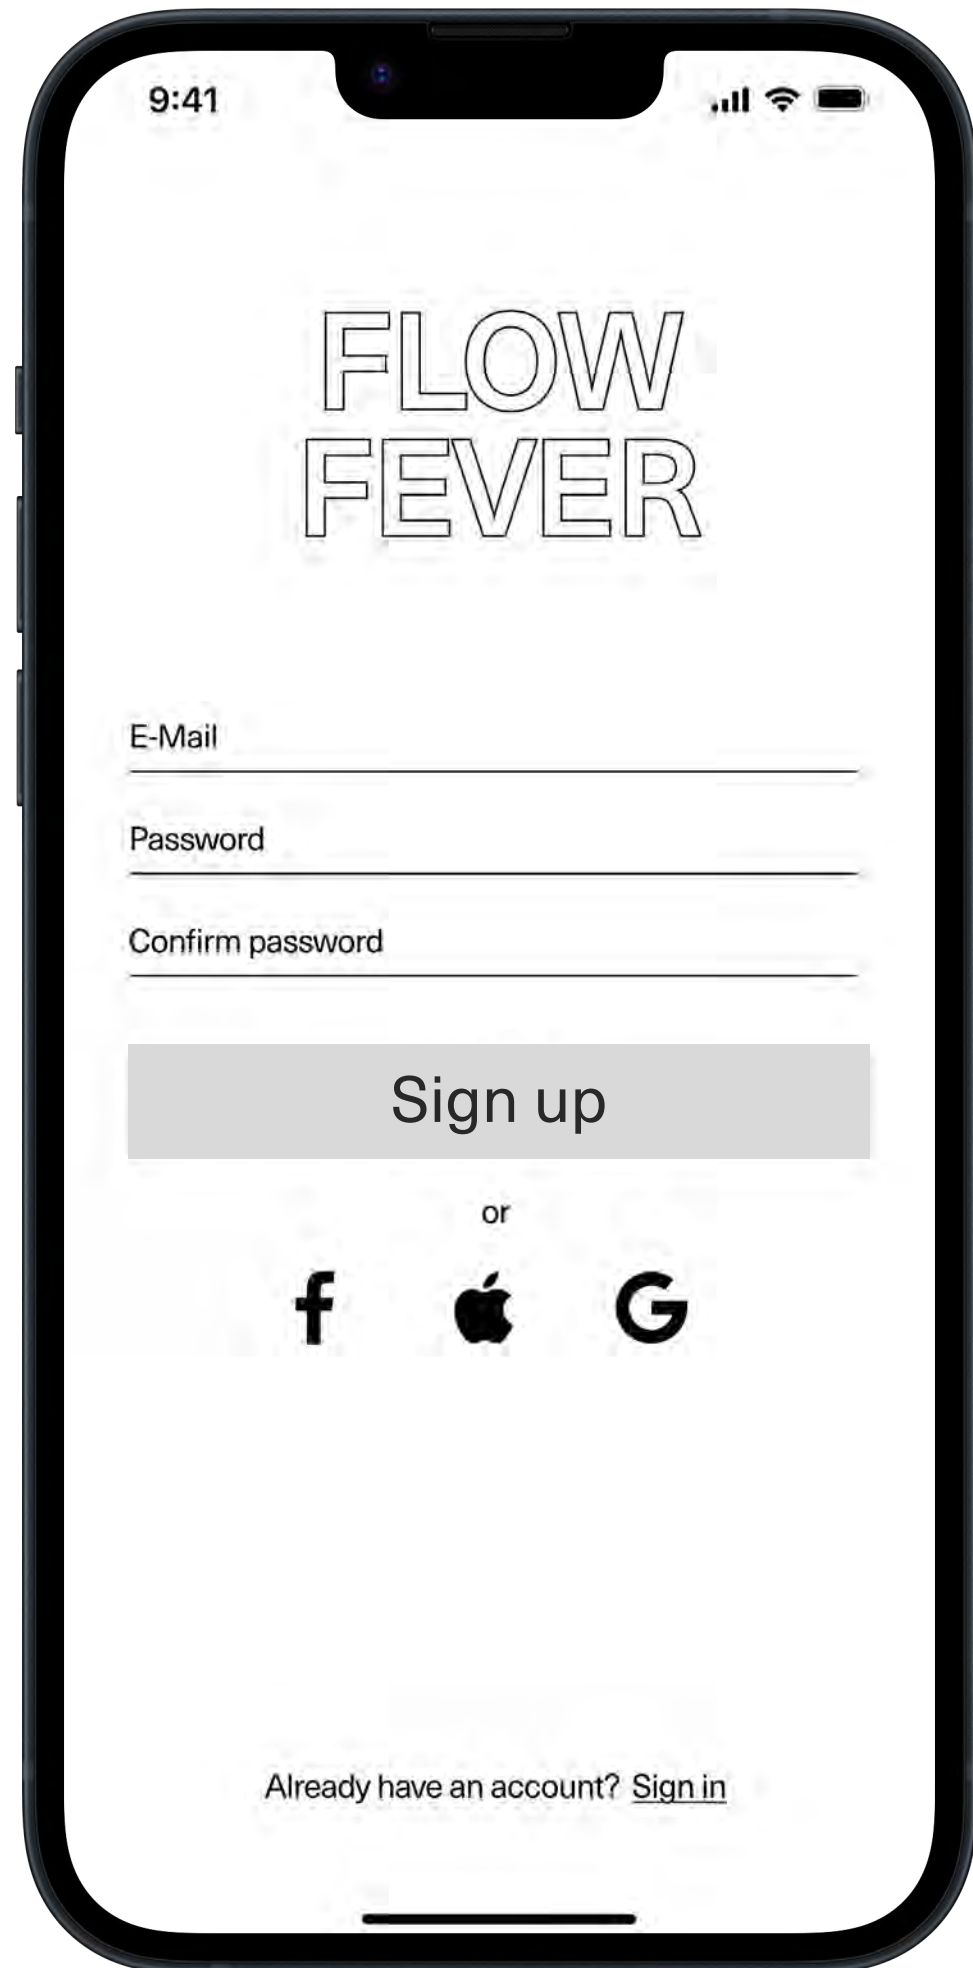 9:41
FLOW
FEVER
E-Mail
Password
Confirm password
Sign up
or
Already have an account? Sign in